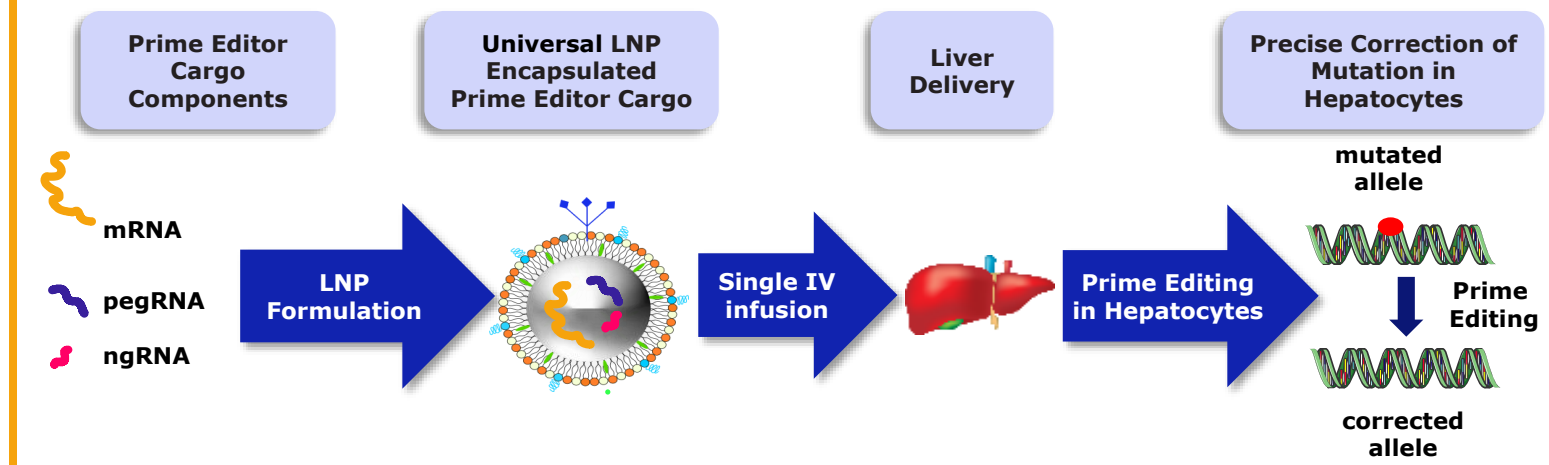 Prime Editor
Cargo
Components
Universal LNP
Encapsulated
Prime Editor Cargo
Liver
Delivery
Precise Correction of
Mutation in
Hepatocytes
mRNA
pegRNA
ngRNA
LNP
Formulation
Single IV
infusion
Prime Editing
in Hepatocytes
mutated
allele
Prime
Editing
corrected
allele